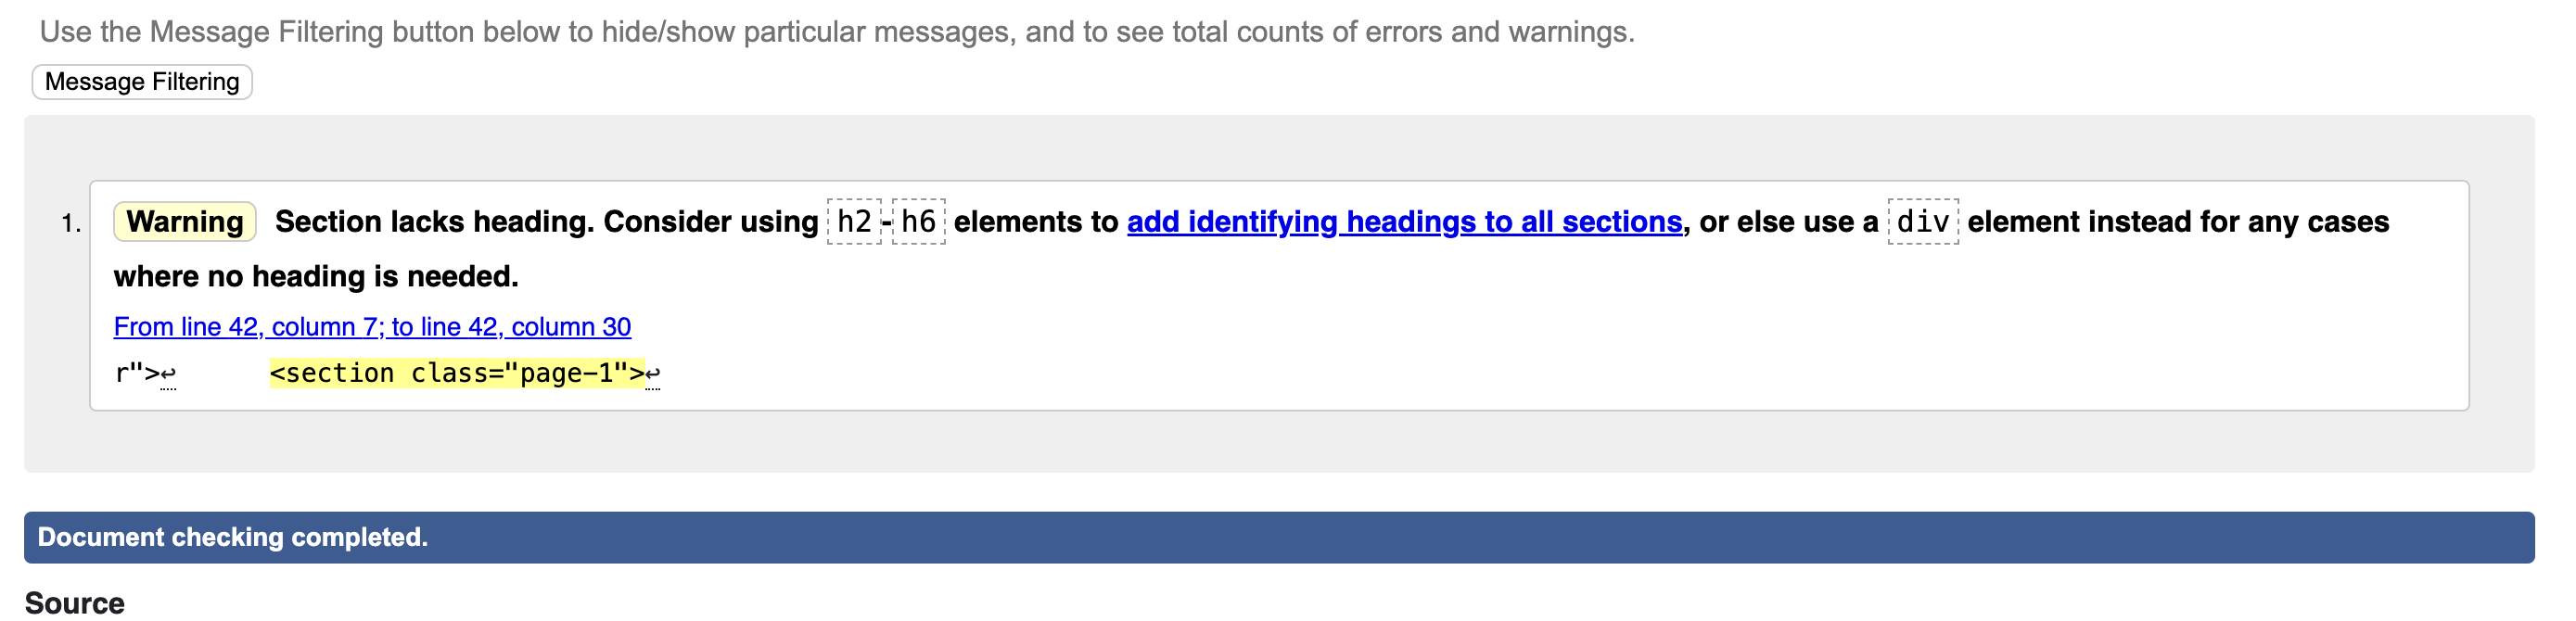 Use the Message Filtering button below to hide/show particular messages, and to see total counts of errors and warnings.
Message Filtering
1. Warning Section lacks heading. Consider using h2-h6 elements to add identifying headings to all sections, or else use a div element instead for any cases
where no heading is needed.
From line 42, column 7; to line 42, column 30
r">↩ <section class="page-1">↩
Document checking completed.
Source